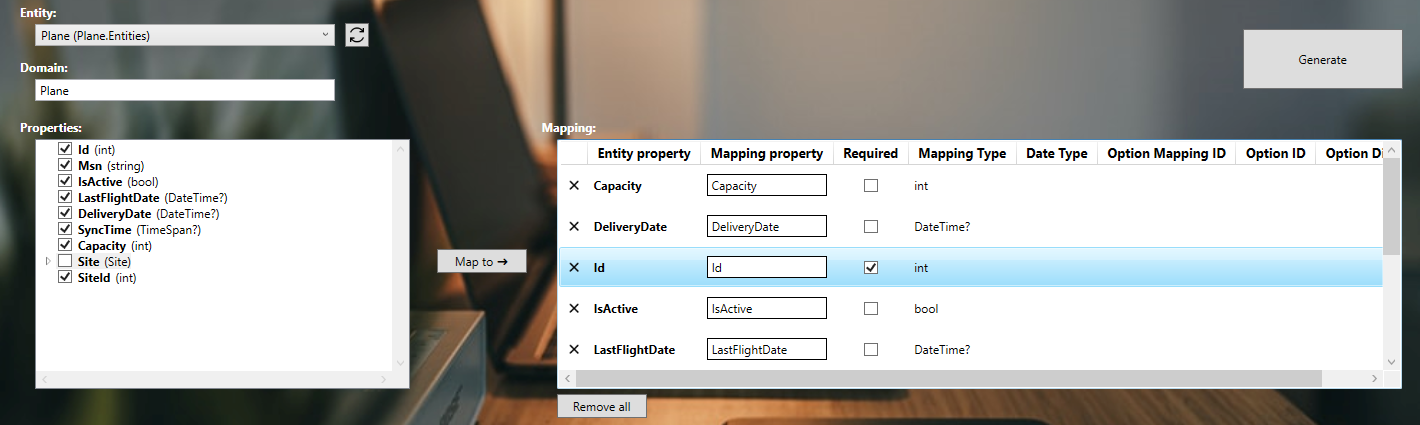 Entity:
Plane (Plane.Entities)
Generate
Domain:
Plane
Properties:
Id (int)
Msn (string)
IsActive (bool)
LastFlightDate (DateTime?)
DeliveryDate (DateTime?)
SyncTime (TimeSpan?)
Capacity (int)
Site (Site)
SiteId (int)
Map to →
Mapping:
Entity property Mapping property Required Mapping Type Date Type Option Mapping ID Option ID Option Di
Capacity Capacity int
DeliveryDate DeliveryDate DateTime?
Id Id int
IsActive IsActive bool
LastFlightDate LastFlightDate DateTime?
Remove all